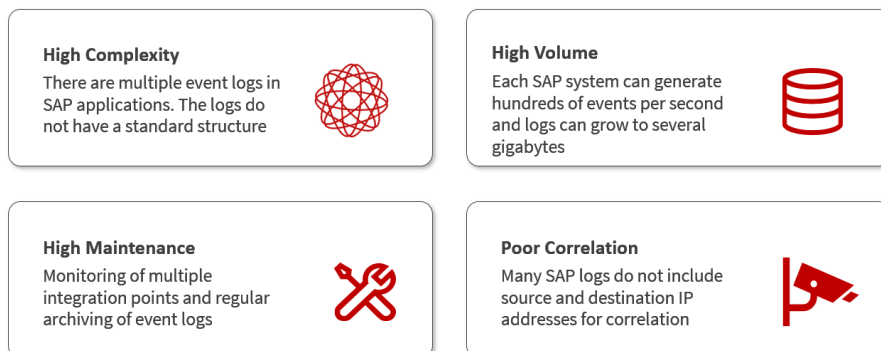 High Complexity
There are multiple event logs in
SAP applications. The logs do
not have a standard structure
High Volume
Each SAP system can generate
hundreds of events per second
and logs can grow to several
gigabytes
High Maintenance
Monitoring of multiple
integration points and regular
archiving of event logs
Poor Correlation
Many SAP logs do not include
source and destination IP
addresses for correlation